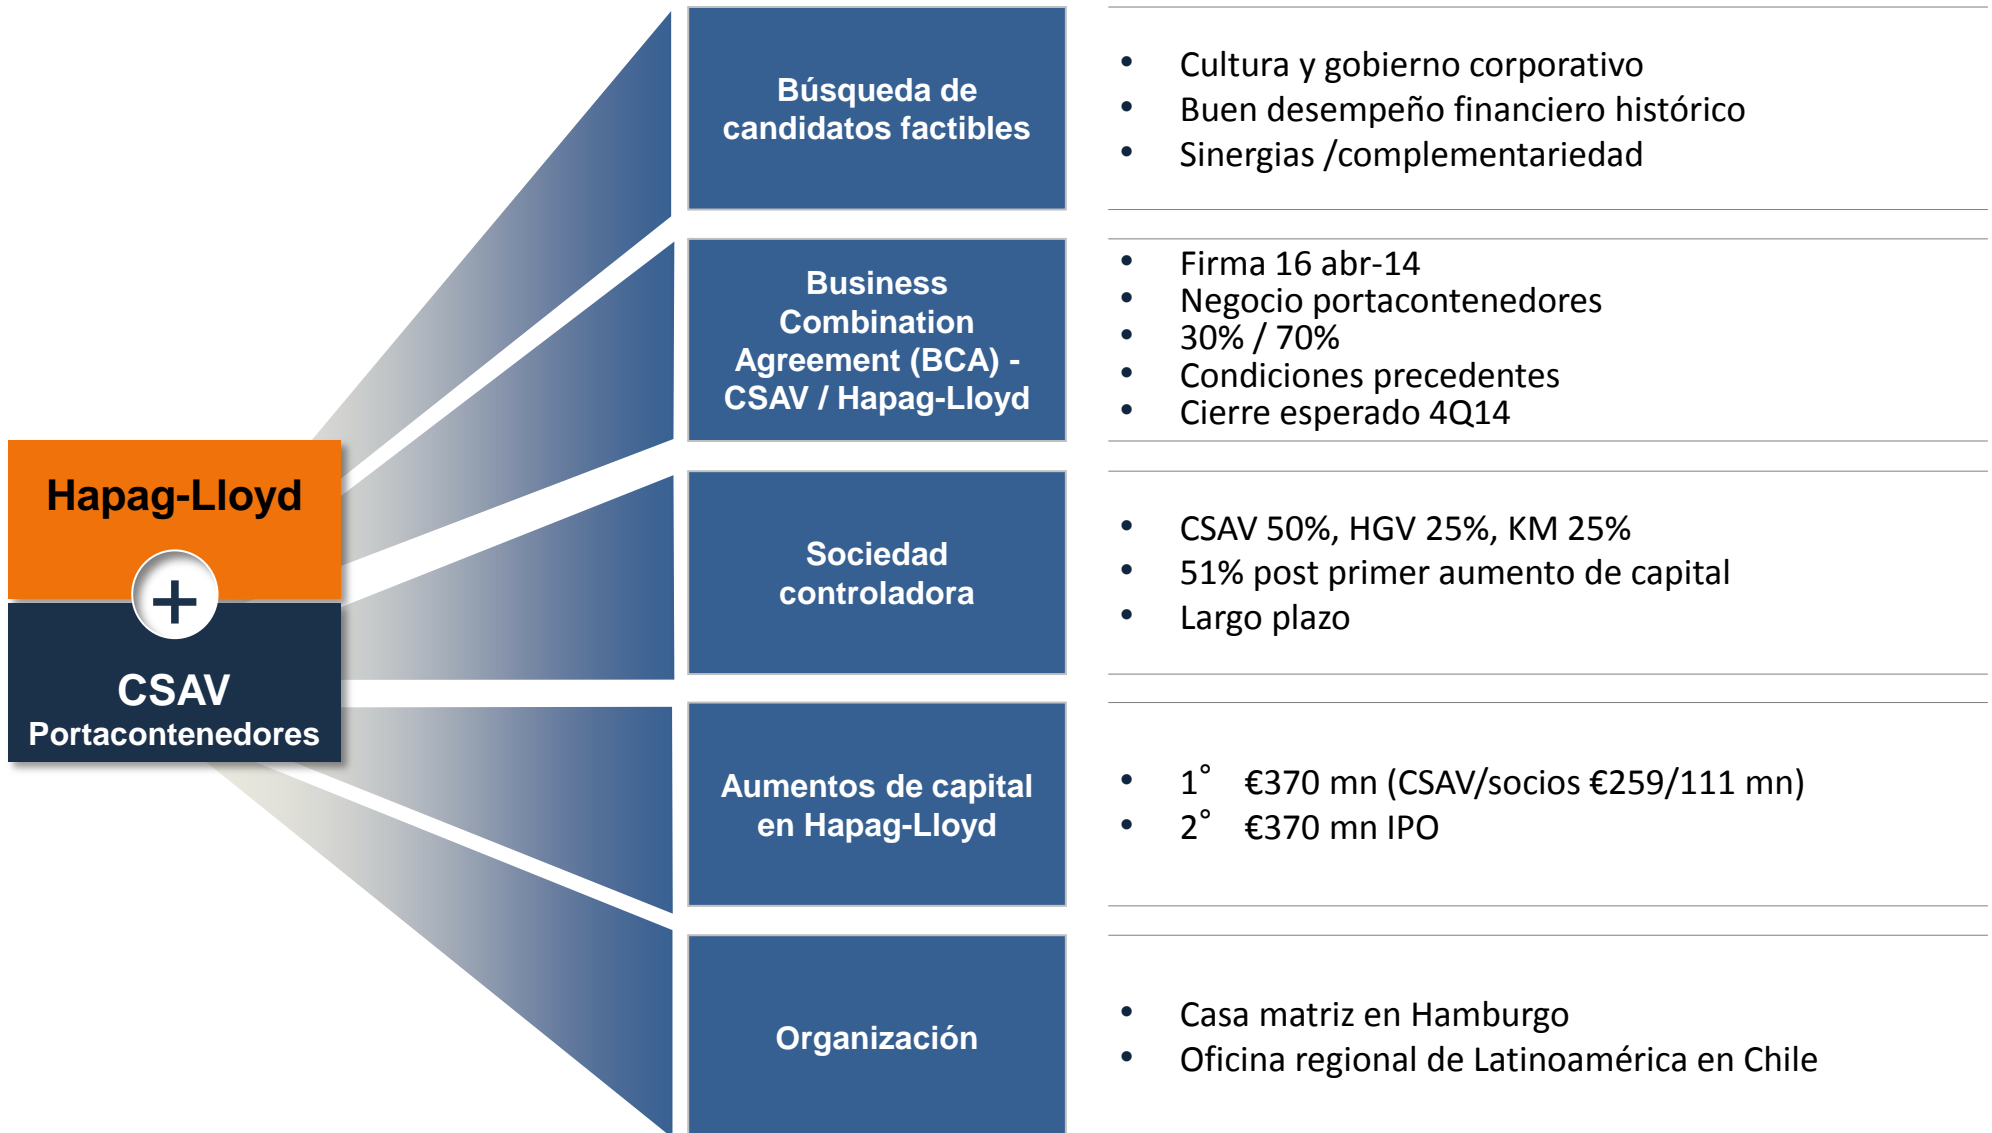 Hapag-Lloyd
+
CSAV
Portacontenedores
Búsqueda de
candidatos factibles
• Cultura y gobierno corporativo
• Buen desempeño financiero histórico
• Sinergias /complementariedad
Business
Combination
Agreement (BCA) -
CSAV / Hapag-Lloyd
• Firma 16 abr-14
• Negocio portacontenedores
• 30% / 70%
• Condiciones precedentes
• Cierre esperado 4Q14
Sociedad
controladora
• CSAV 50%, HGV 25%, KM 25%
• 51% post primer aumento de capital
• Largo plazo
Aumentos de capital
en Hapag-Lloyd
• 1° €370 mn (CSAV/socios €259/111 mn)
• 2° €370 mn IPO
Organización
• Casa matriz en Hamburgo
• Oficina regional de Latinoamérica en Chile